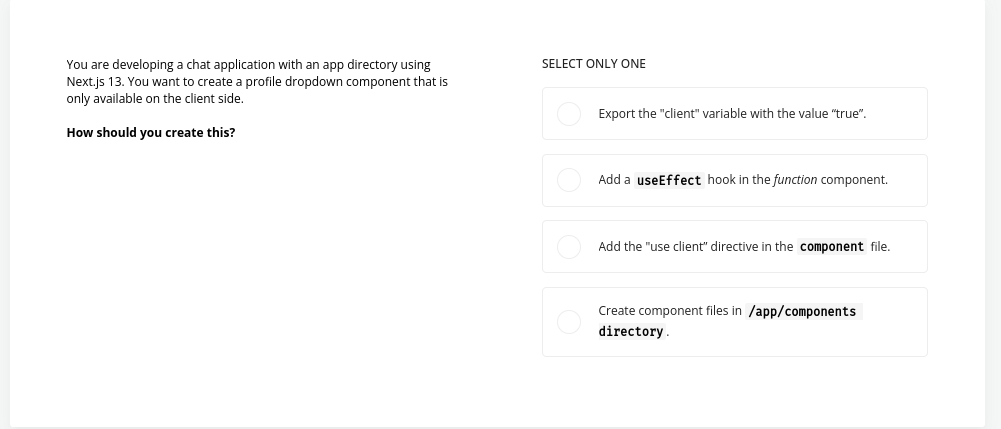 You are developing a chat application with an app directory using
Next.js 13. You want to create a profile dropdown component that is
only available on the client side.
How should you create this?
SELECT ONLY ONE
Export the "client" variable with the value “true”.
Add a useEffect hook in the function component.
Add the "use client” directive in the component file.
Create component files in /app/components
directory.